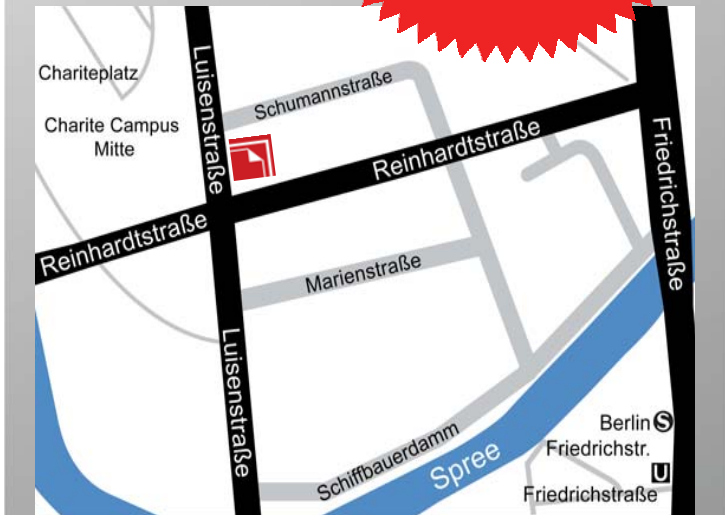 Chariteplatz
Charite Campus
Mitte
Luisenstraße
Schumannstraße
Reinhardtstraße
Friedrichstraße
Reinhardtstraße
Marienstraße
Luisenstraße
Schiffbauerdamm
Spree
Berlin S
Friedrichstr.
U
Friedrichstraße